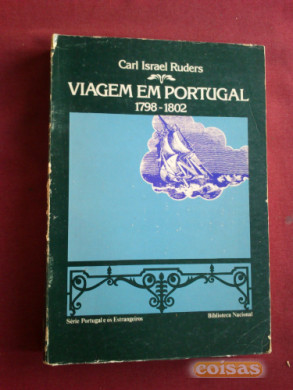 Carl Israel Ruders
VIAGEM EM PORTUGAL
1798-1802
Série Portugal e os Estrangeiros
Biblioteca Nacional
coisas